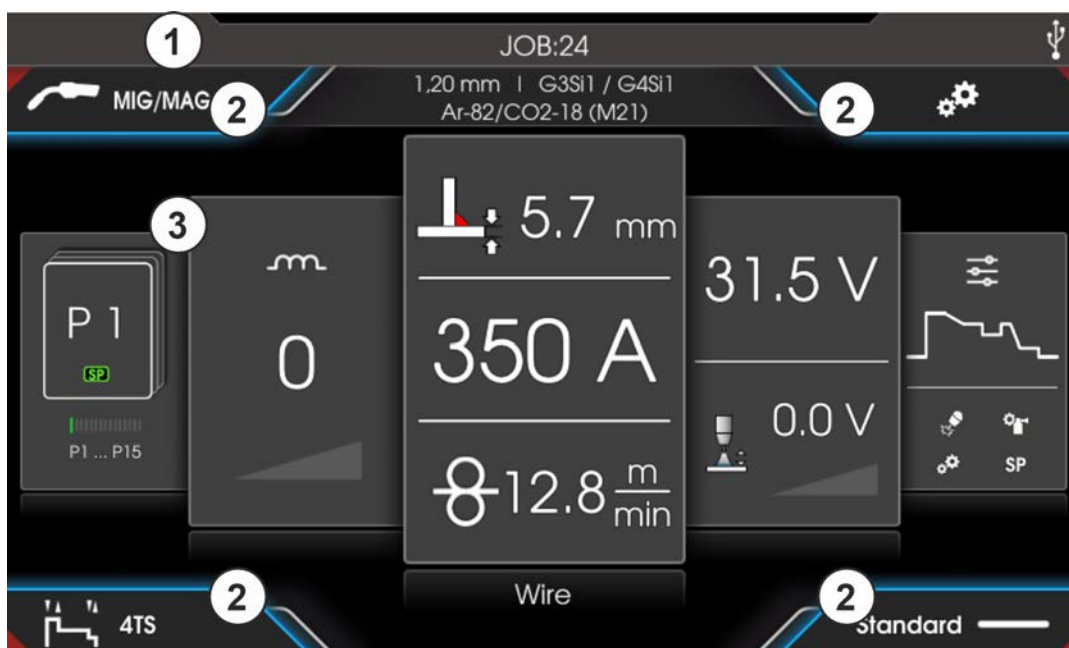 1
JOB:24
MIG/MAG
2
1,20 mm I G3Si1 / G4Si1
Ar-82/CO2-18 (M21)
2
3
P 1
SP
P1 ... P15
0
5.7 mm
350 A
12.8 m/min
31.5 V
0.0 V
SP
Wire
4TS
2
2
Standard